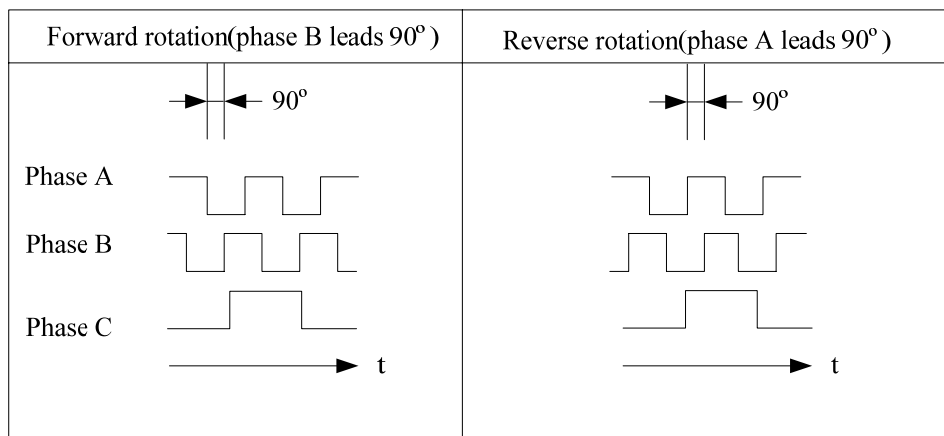 Forward rotation(phase B leads 90°)
Reverse rotation(phase A leads 90°)
90°
90°
Phase A
Phase B
Phase C
t
t